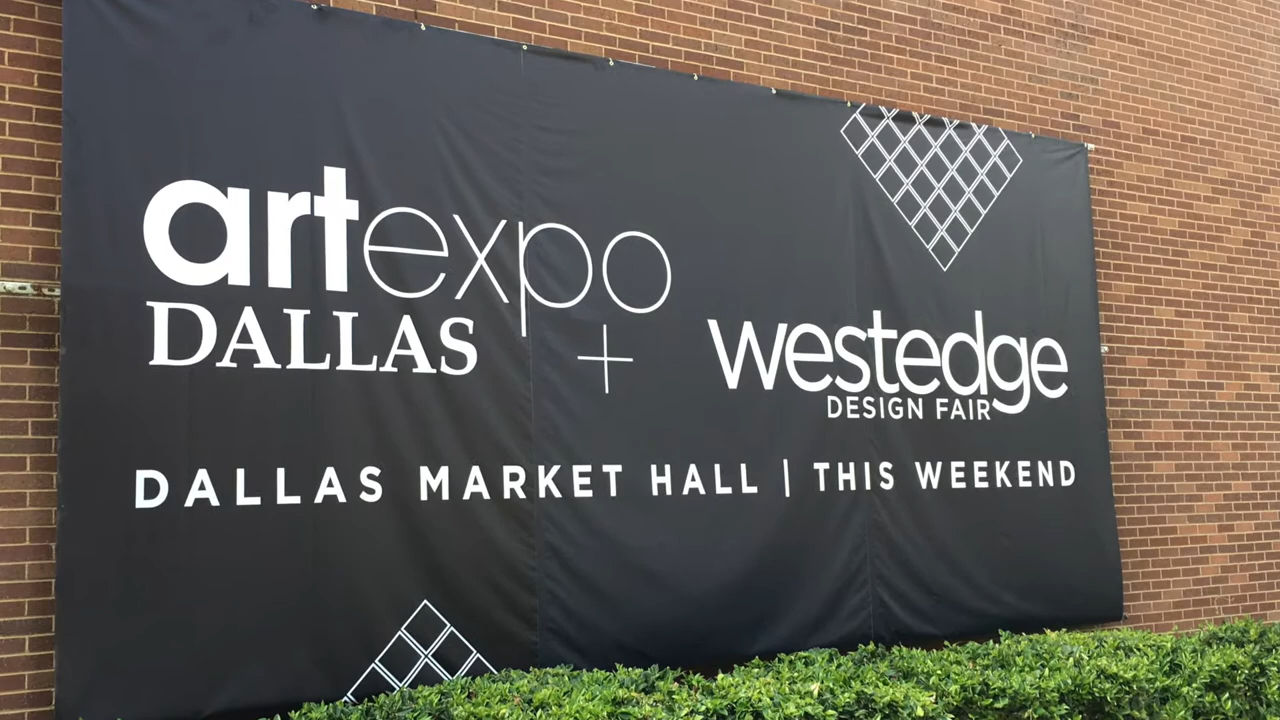 artexpo
DALLAS
+
westedge
DESIGN FAIR
DALLAS MARKET HALL | THIS WEEKEND